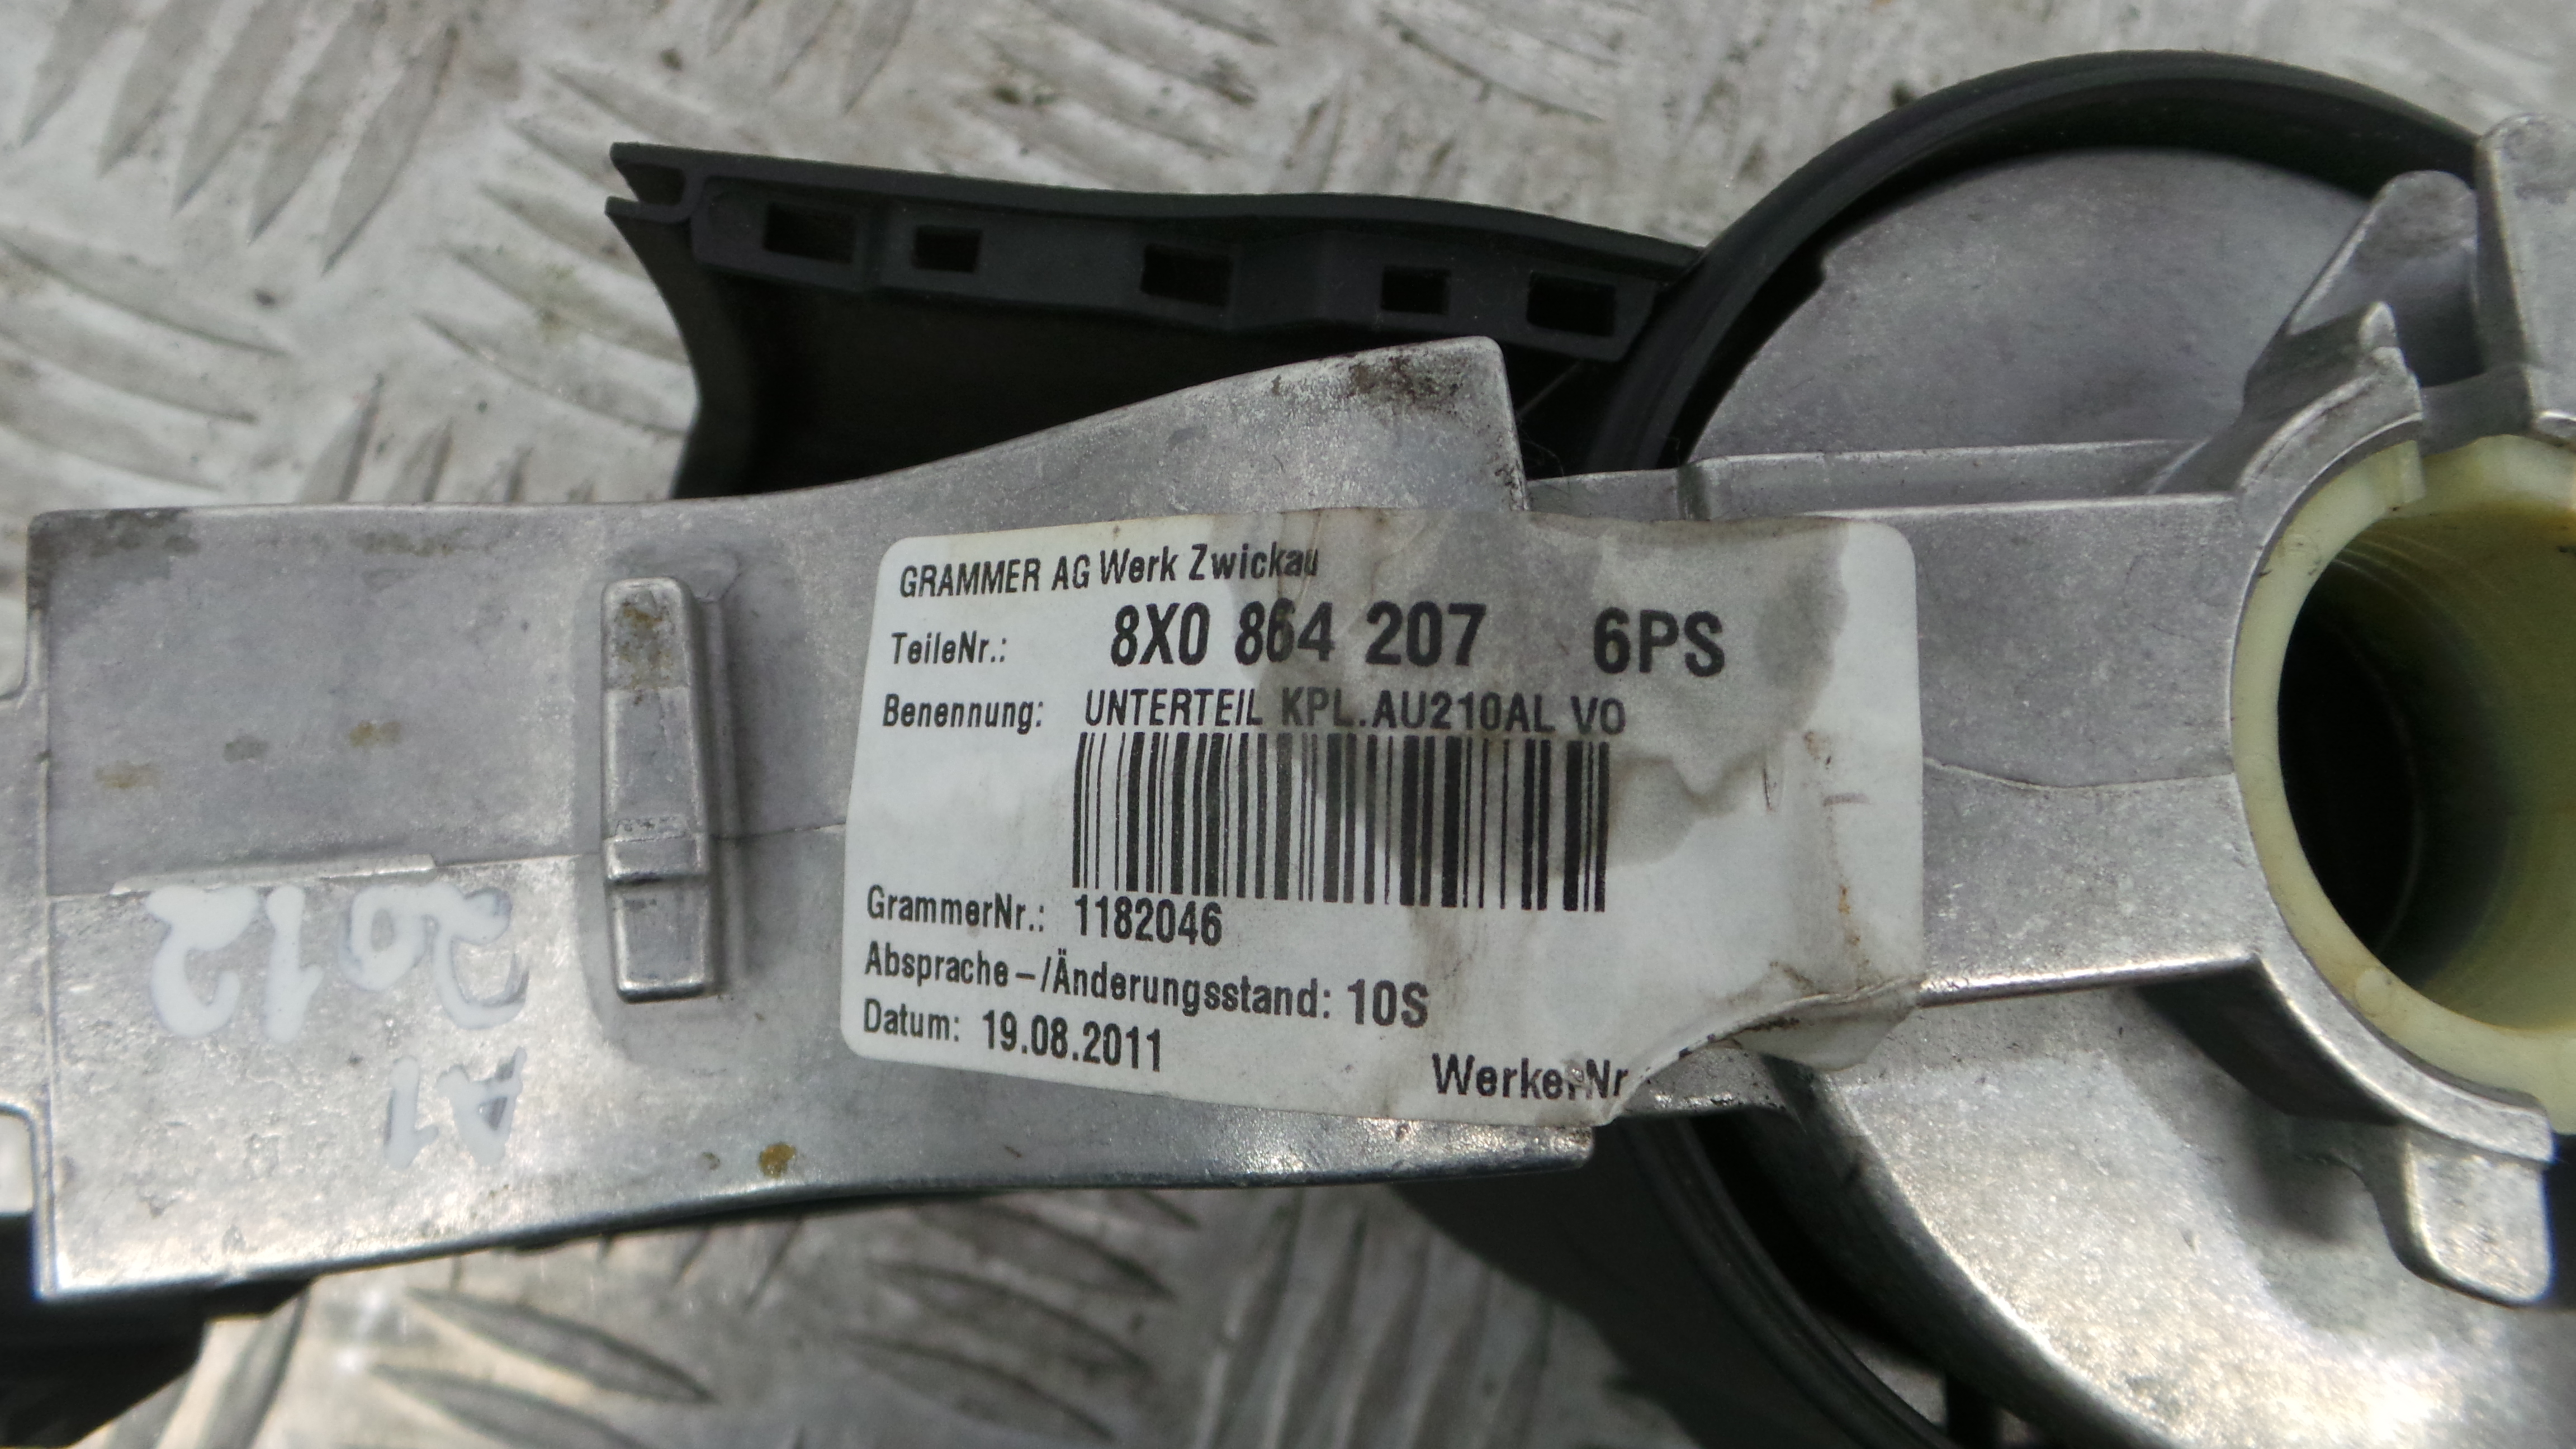 GRAMMER AG Werk Zwickau
TeileNr.: 8X0 864 207 6PS
Benennung: UNTERTEIL KPL.AU210AL VO
GrammerNr.: 1182046
Absprache-/Änderungsstand: 10S
Datum: 19.08.2011
WerkerNr
A1
2012